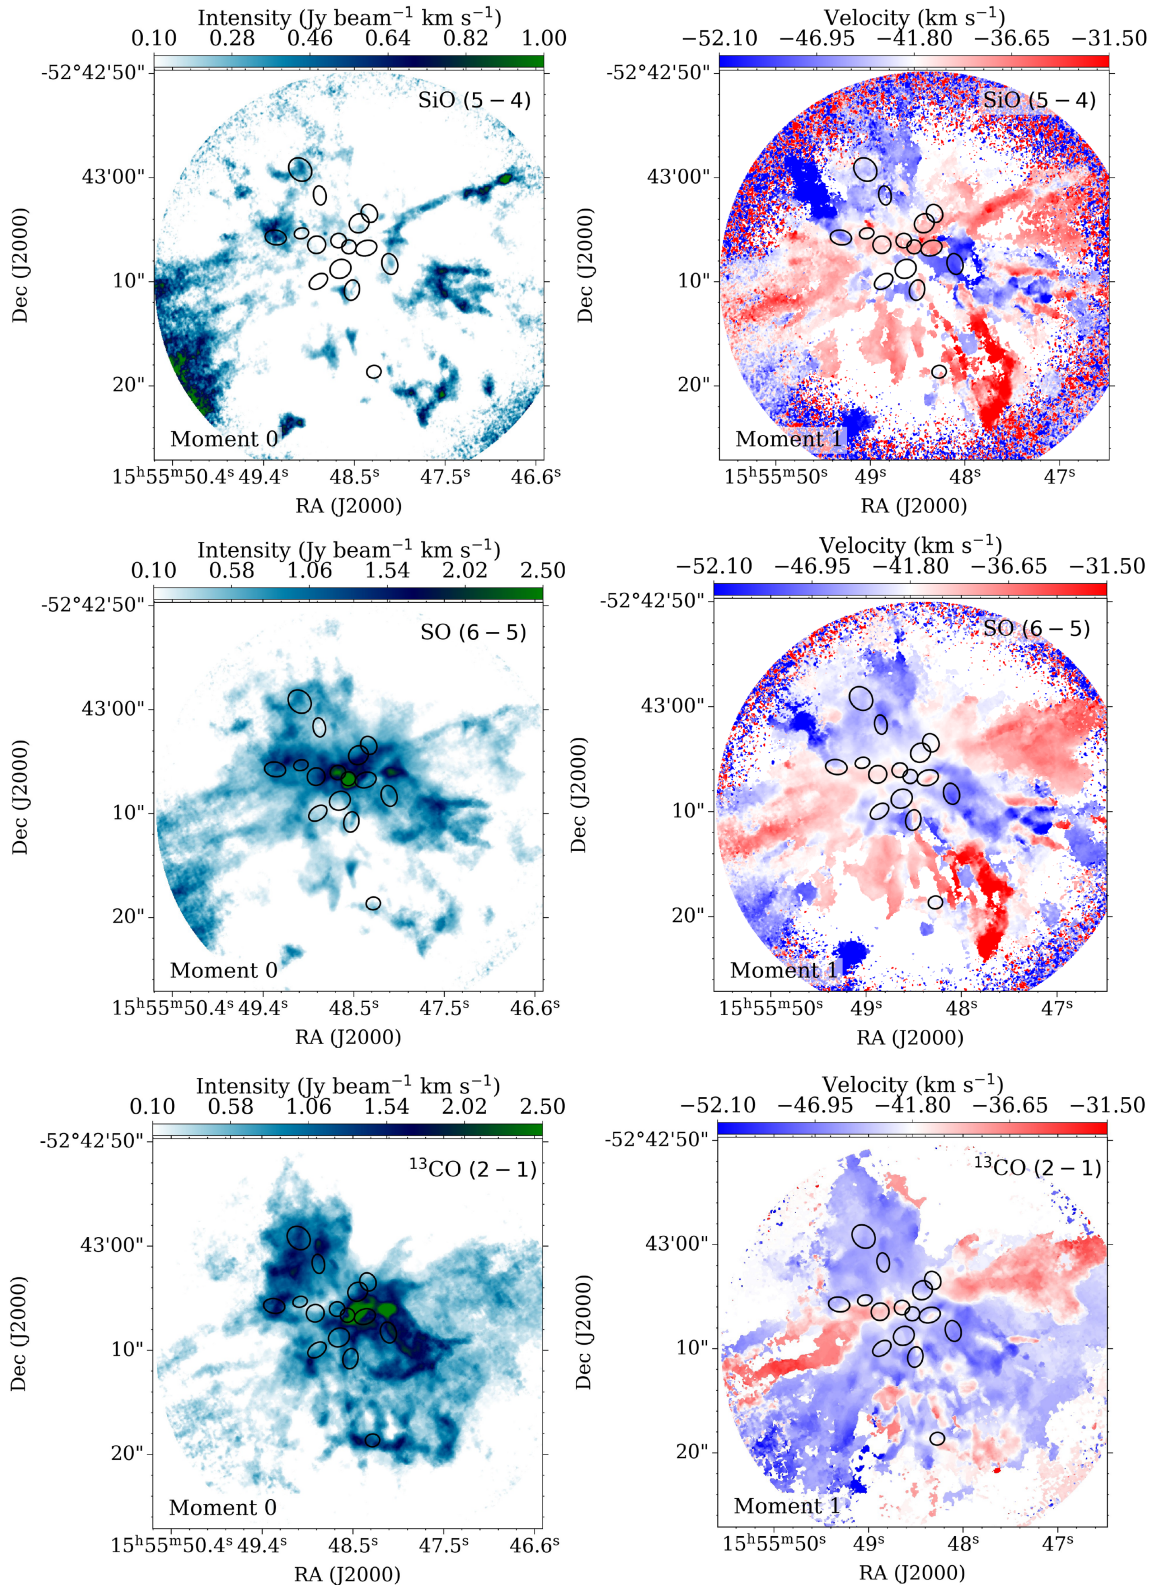 Intensity (Jy beam⁻¹ km s⁻¹)
0.10 0.28 0.46 0.64 0.82 1.00
-52°42'50"
43'00"
10"
20"
Dec (J2000)
SiO (5 − 4)
Moment 0
15ʰ55ᵐ50.4ˢ 49.4ˢ 48.5ˢ 47.5ˢ 46.6ˢ
RA (J2000)
Velocity (km s⁻¹)
−52.10 −46.95 −41.80 −36.65 −31.50
-52°42'50"
43'00"
10"
20"
Dec (J2000)
SiO (5 − 4)
Moment 1
15ʰ55ᵐ50ˢ 49ˢ 48ˢ 47ˢ
RA (J2000)
Intensity (Jy beam⁻¹ km s⁻¹)
0.10 0.58 1.06 1.54 2.02 2.50
-52°42'50"
43'00"
10"
20"
Dec (J2000)
SO (6 − 5)
Moment 0
15ʰ55ᵐ50.4ˢ 49.4ˢ 48.5ˢ 47.5ˢ 46.6ˢ
RA (J2000)
Velocity (km s⁻¹)
−52.10 −46.95 −41.80 −36.65 −31.50
-52°42'50"
43'00"
10"
20"
Dec (J2000)
SO (6 − 5)
Moment 1
15ʰ55ᵐ50ˢ 49ˢ 48ˢ 47ˢ
RA (J2000)
Intensity (Jy beam⁻¹ km s⁻¹)
0.10 0.58 1.06 1.54 2.02 2.50
-52°42'50"
43'00"
10"
20"
Dec (J2000)
¹³CO (2 − 1)
Moment 0
15ʰ55ᵐ50.4ˢ 49.4ˢ 48.5ˢ 47.5ˢ 46.6ˢ
RA (J2000)
Velocity (km s⁻¹)
−52.10 −46.95 −41.80 −36.65 −31.50
-52°42'50"
43'00"
10"
20"
Dec (J2000)
¹³CO (2 − 1)
Moment 1
15ʰ55ᵐ50ˢ 49ˢ 48ˢ 47ˢ
RA (J2000)